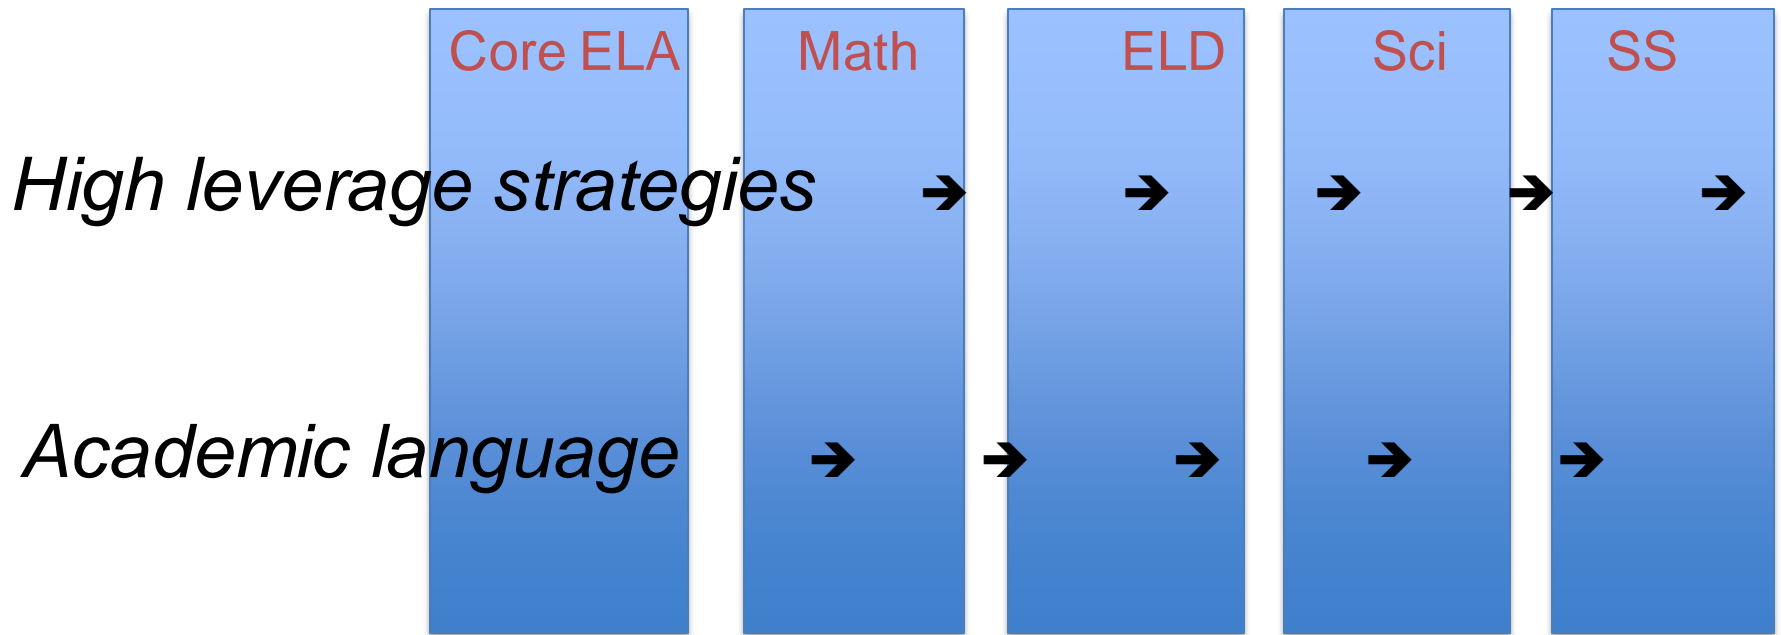 Core ELA Math ELD Sci SS
High leverage strategies ➔ ➔ ➔ ➔ ➔
Academic language ➔ ➔ ➔ ➔ ➔